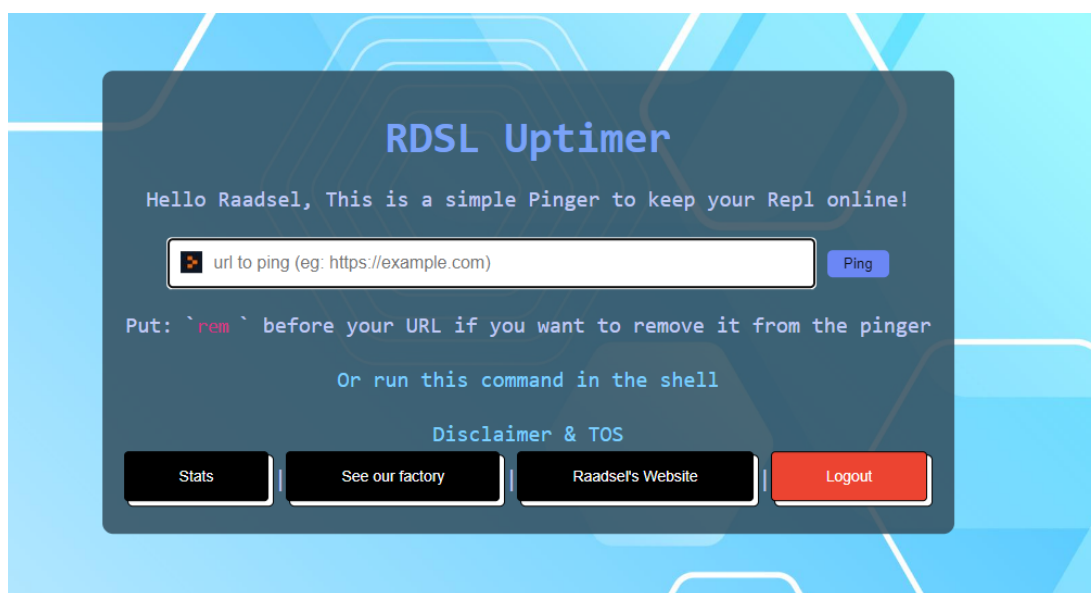 RDSL Uptimer
Hello Raadsel, This is a simple Pinger to keep your Repl online!
url to ping (eg: https://example.com)
Ping
Put: `rem ` before your URL if you want to remove it from the pinger
Or run this command in the shell
Disclaimer & TOS
Stats | See our factory | Raadsel's Website | Logout